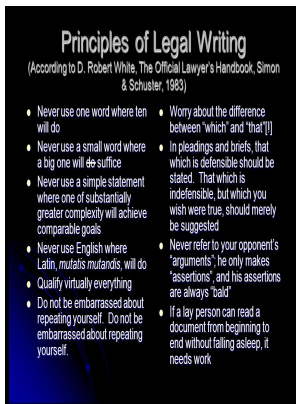 Principles of Legal Writing
(According to D. Robert White, The Official Lawyer's Handbook, Simon
& Schuster, 1983)
Never use one word where ten
will do
Never use a small word where
a big one will do suffice
Never use a simple statement
where one of substantially
greater complexity will achieve
comparable goals
Never use English where
Latin, mutatis mutandis, will do
Qualify virtually everything
Do not be embarrassed about
repeating yourself. Do not be
embarrassed about repeating
yourself.
Worry about the difference
between "which" and "that"[!]
In pleadings and briefs, that
which is defensible should be
stated. That which is
indefensible, but which you
wish were true, should merely
be suggested
Never refer to your opponent's
"arguments"; he only makes
"assertions", and his assertions
are always "bald"
If a lay person can read a
document from beginning to
end without falling asleep, it
needs work